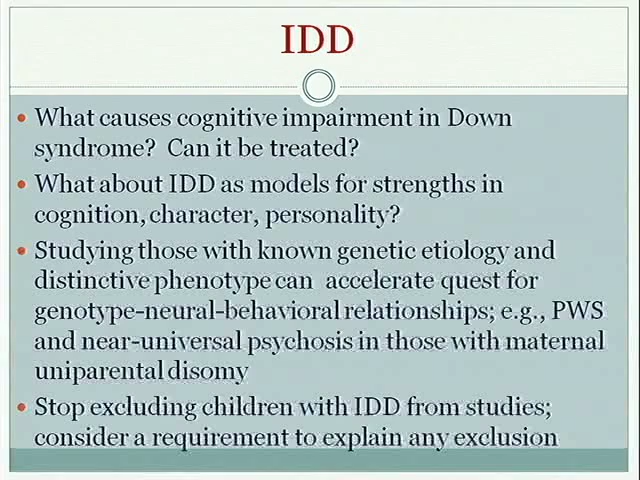 IDD
• What causes cognitive impairment in Down
syndrome? Can it be treated?
• What about IDD as models for strengths in
cognition, character, personality?
• Studying those with known genetic etiology and
distinctive phenotype can accelerate quest for
genotype-neural-behavioral relationships; e.g., PWS
and near-universal psychosis in those with maternal
uniparental disomy
• Stop excluding children with IDD from studies;
consider a requirement to explain any exclusion